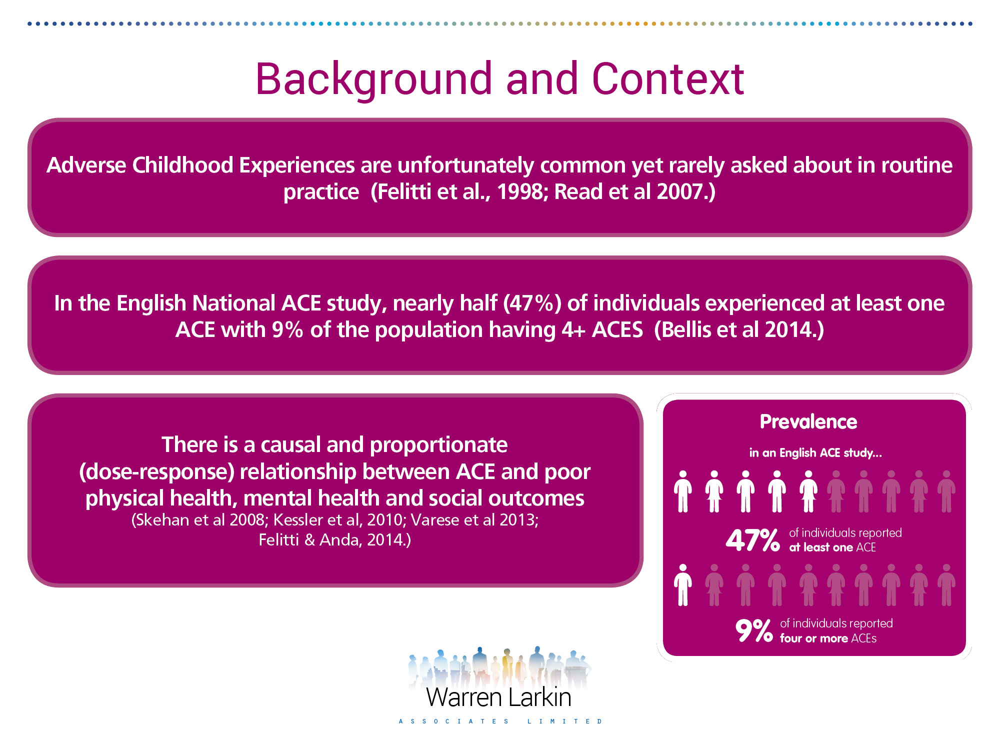 Background and Context
Adverse Childhood Experiences are unfortunately common yet rarely asked about in routine
practice  (Felitti et al., 1998; Read et al 2007.)
In the English National ACE study, nearly half (47%) of individuals experienced at least one
ACE with 9% of the population having 4+ ACES  (Bellis et al 2014.)
There is a causal and proportionate
(dose-response) relationship between ACE and poor
physical health, mental health and social outcomes
(Skehan et al 2008; Kessler et al, 2010; Varese et al 2013;
Felitti & Anda, 2014.)
Prevalence
in an English ACE study...
47% of individuals reported
at least one ACE
9% of individuals reported
four or more ACEs
Warren Larkin
ASSOCIATES LIMITED